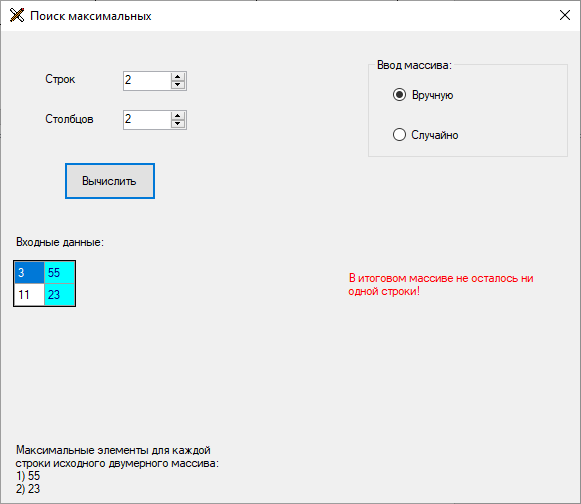 Поиск максимальных
Строк 2
Столбцов 2
Ввод массива:
Вручную
Случайно
Вычислить
Входные данные:
3 55
11 23
В итоговом массиве не осталось ни
одной строки!
Максимальные элементы для каждой
строки исходного двумерного массива:
1) 55
2) 23